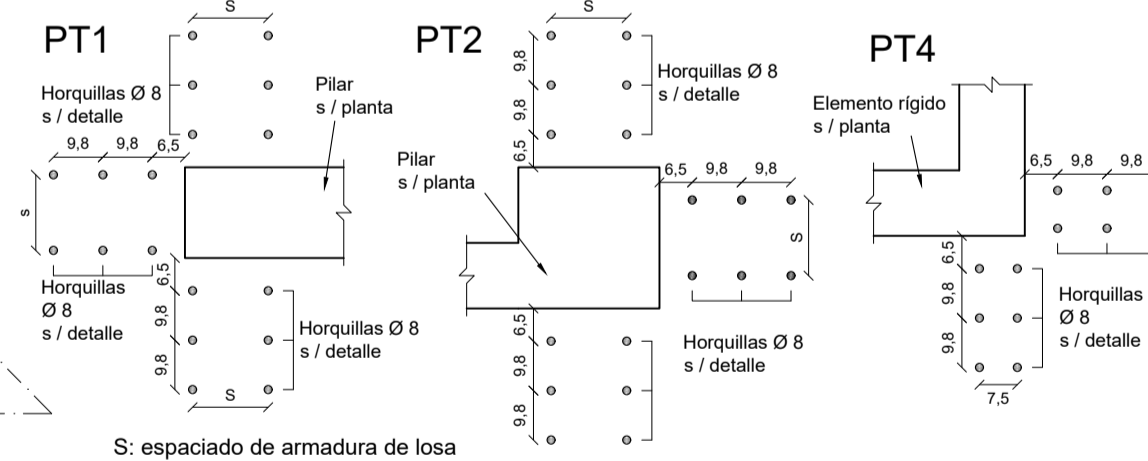 PT1
S
Horquillas Ø 8
s / detalle
Pilar
s / planta
9,8
9,8
6,5
s
Horquillas
Ø 8
s / detalle
6,5
9,8
9,8
Horquillas Ø 8
s / detalle
S
PT2
S
9,8
9,8
6,5
Horquillas Ø 8
s / detalle
Pilar
s / planta
6,5
9,8
9,8
S
6,5
9,8
9,8
Horquillas Ø 8
s / detalle
PT4
Elemento rígido
s / planta
6,5
9,8
9,8
6,5
9,8
9,8
Horquillas
Ø 8
s / detalle
7,5
S: espaciado de armadura de losa